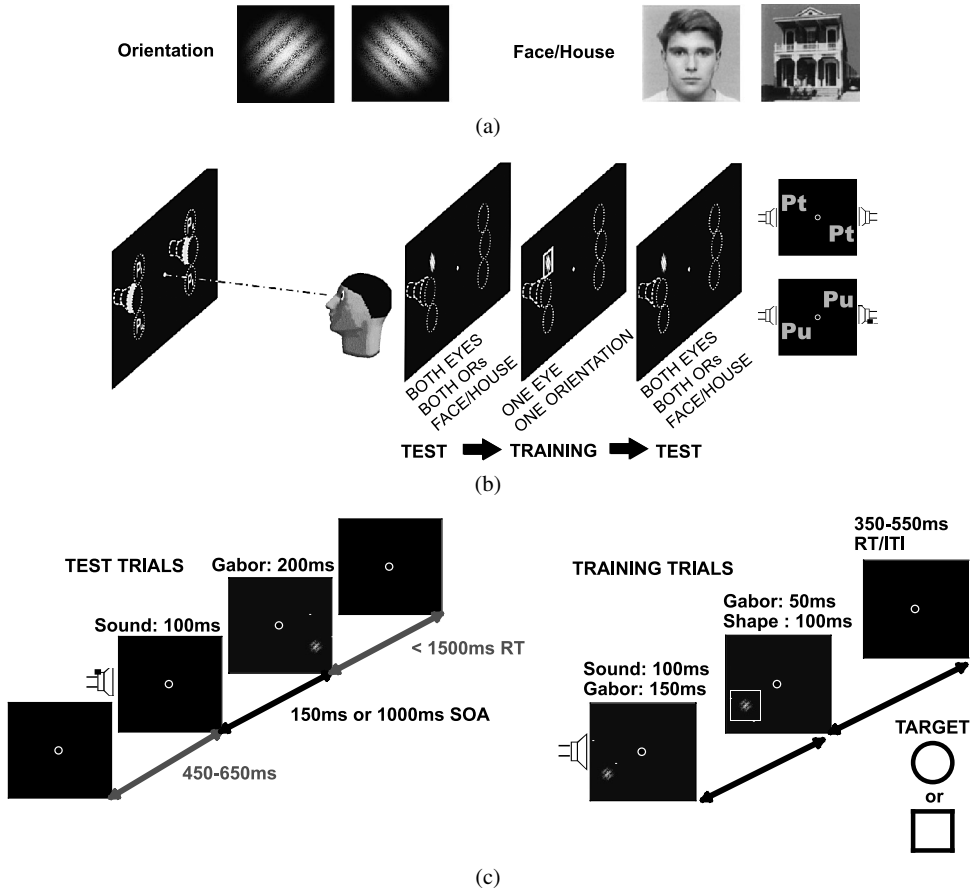 Orientation
Face/House
(a)
Pt
Pt
Pu
Pu
BOTH EYES
BOTH ORs
FACE/HOUSE
ONE EYE
ONE ORIENTATION
BOTH EYES
BOTH ORs
FACE/HOUSE
TEST
TRAINING
TEST
(b)
TEST TRIALS
Sound: 100ms
Gabor: 200ms
< 1500ms RT
150ms or 1000ms SOA
450-650ms
TRAINING TRIALS
Sound: 100ms
Gabor: 150ms
Gabor: 50ms
Shape : 100ms
350-550ms
RT/ITI
TARGET
or
(c)